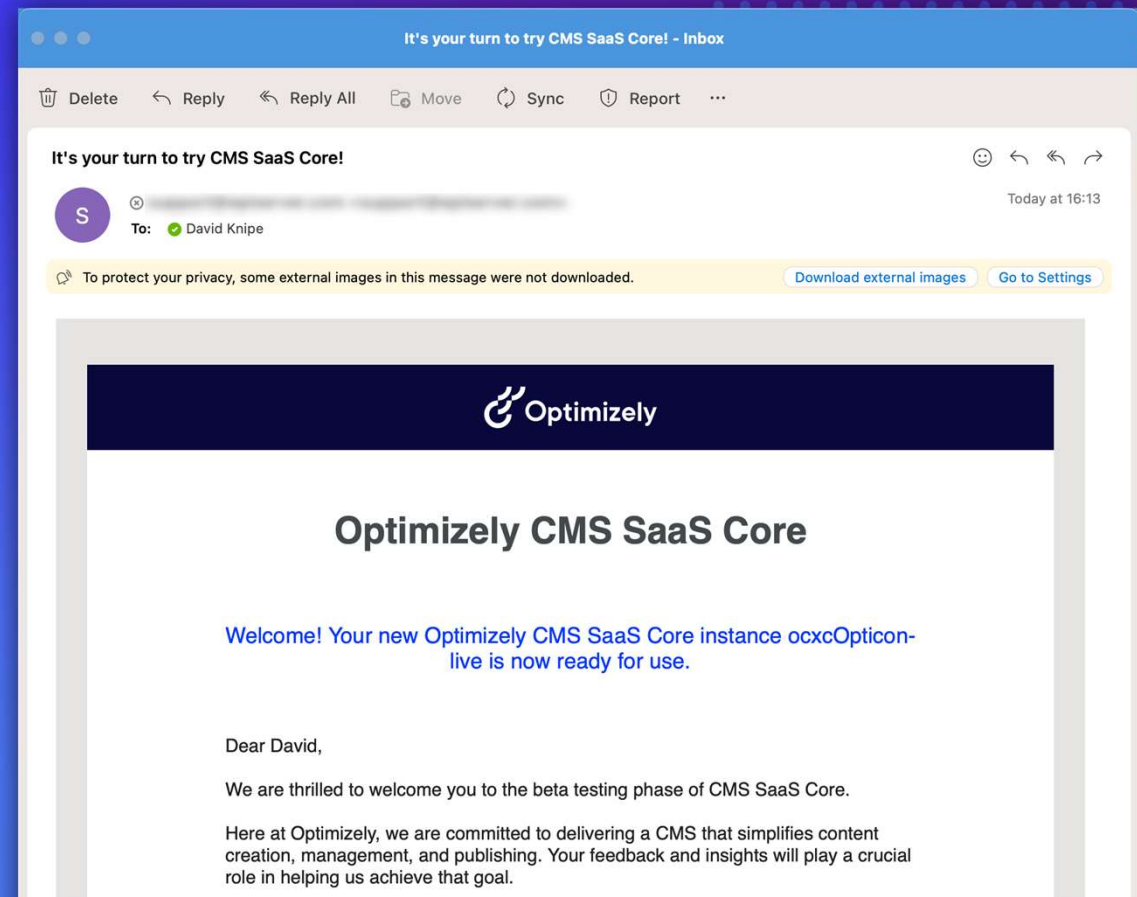 It's your turn to try CMS SaaS Core! - Inbox
Delete Reply Reply All Move Sync Report ...
It's your turn to try CMS SaaS Core!
S
Today at 16:13
To: David Knipe
To protect your privacy, some external images in this message were not downloaded. Download external images Go to Settings
Optimizely
Optimizely CMS SaaS Core
Welcome! Your new Optimizely CMS SaaS Core instance ocxcOpticon-
live is now ready for use.
Dear David,
We are thrilled to welcome you to the beta testing phase of CMS SaaS Core.
Here at Optimizely, we are committed to delivering a CMS that simplifies content
creation, management, and publishing. Your feedback and insights will play a crucial
role in helping us achieve that goal.